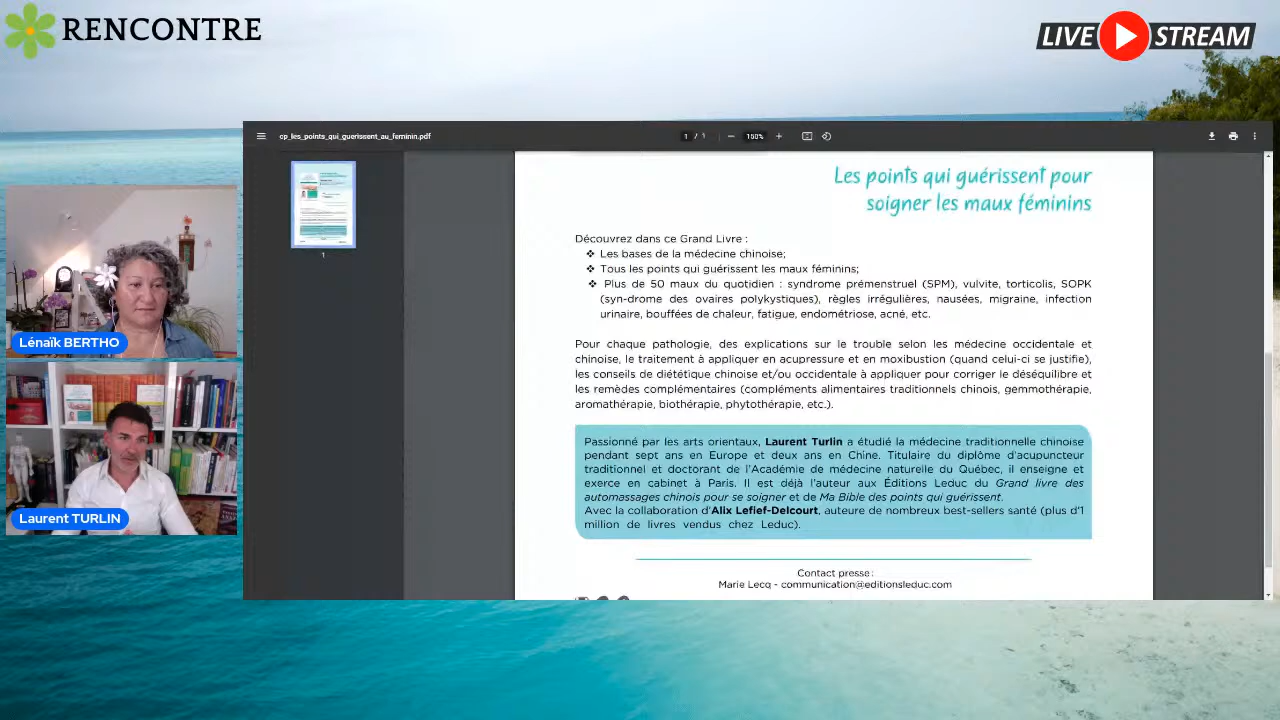 RENCONTRE
LIVE STREAM
cp_les_points_qui_guerissent_au_feminin.pdf
1 / 1
100%
1
Les points qui guérissent pour
soigner les maux féminins
Découvrez dans ce Grand Livre :
❖ Les bases de la médecine chinoise;
❖ Tous les points qui guérissent les maux féminins;
❖ Plus de 50 maux du quotidien : syndrome prémenstruel (SPM), vulvite, torticolis, SOPK
(syn-drome des ovaires polykystiques), règles irrégulières, nausées, migraine, infection
urinaire, bouffées de chaleur, fatigue, endométriose, acné, etc.
Pour chaque pathologie, des explications sur le trouble selon les médecine occidentale et
chinoise, le traitement à appliquer en acupressure et en moxibustion (quand celui-ci se justifie),
les conseils de diététique chinoise et/ou occidentale à appliquer pour corriger le déséquilibre et
les remèdes complémentaires (compléments alimentaires traditionnels chinois, gemmothérapie,
aromathérapie, biothérapie, phytothérapie, etc.).
Passionné par les arts orientaux, Laurent Turlin a étudié la médecine traditionnelle chinoise
pendant sept ans en Europe et deux ans en Chine. Titulaire du diplôme d'acupuncteur
traditionnel et doctorant de l'Académie de médecine naturelle du Québec, il enseigne et
exerce en cabinet à Paris. Il est déjà l'auteur aux Éditions Leduc du Grand livre des
automassages chinois pour se soigner et de Ma Bible des points qui guérissent.
Avec la collaboration d'Alix Lefief-Delcourt, auteure de nombreux best-sellers santé (plus d'1
million de livres vendus chez Leduc).
Contact presse :
Marie Lecq - communication@editionsleduc.com
Lénaïk BERTHO
Laurent TURLIN